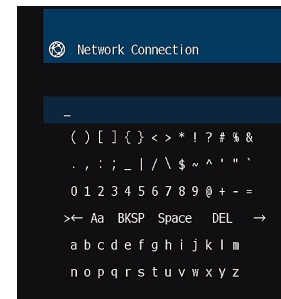 Network Connection
_
( ) [ ] { } < > * ! ? # % &
. , : ; _ | / \ $ ~ ^ ' " `
0 1 2 3 4 5 6 7 8 9 @ + - =
>← Aa BKSP Space DEL →
a b c d e f g h i j k l m
n o p q r s t u v w x y z